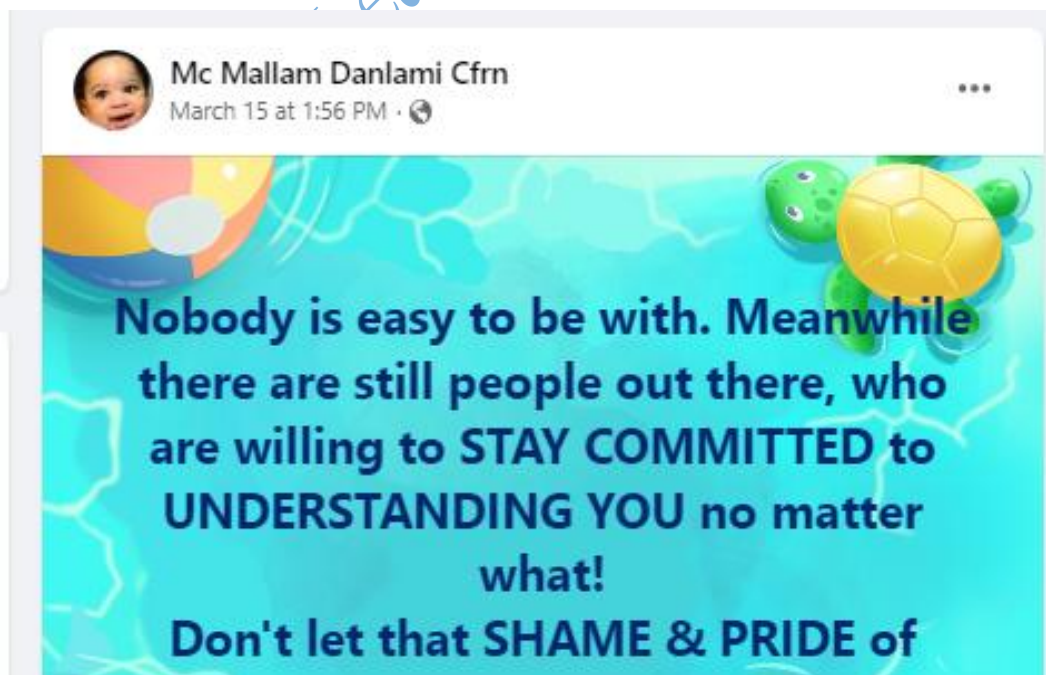 Mc Mallam Danlami Cfrn
March 15 at 1:56 PM ·
Nobody is easy to be with. Meanwhile
there are still people out there, who
are willing to STAY COMMITTED to
UNDERSTANDING YOU no matter
what!
Don't let that SHAME & PRIDE of